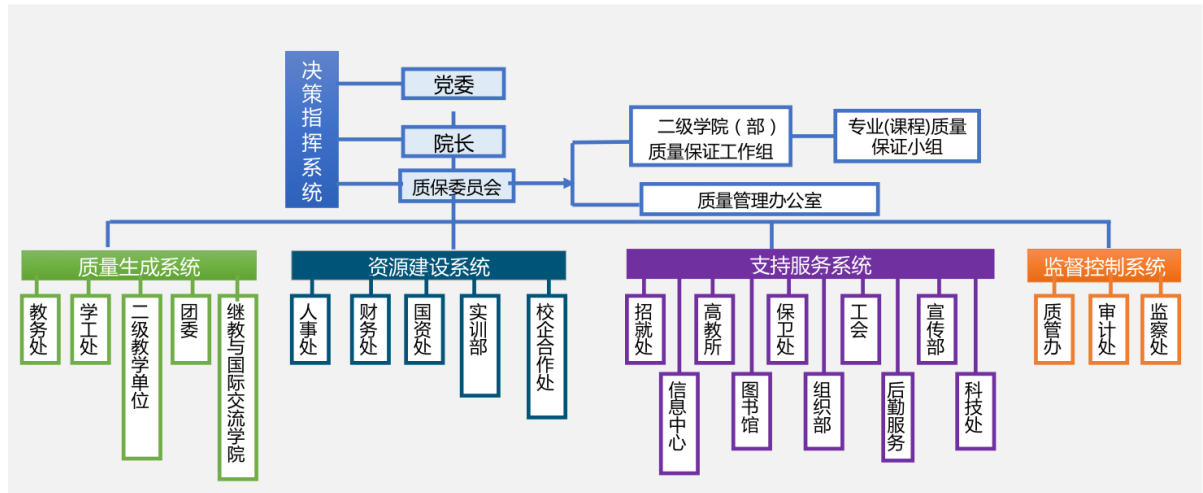 决策指挥系统
党委
院长
质保委员会
二级学院（部）
质量保证工作组
专业(课程)质量
保证小组
质量管理办公室
质量生成系统
资源建设系统
支持服务系统
监督控制系统
教务处
学工处
二级教学单位
团委
继教与国际交流学院
人事处
财务处
国资处
实训部
校企合作处
招就处
高教所
保卫处
工会
宣传部
信息中心
图书馆
组织部
后勤服务
科技处
质管办
审计处
监察处